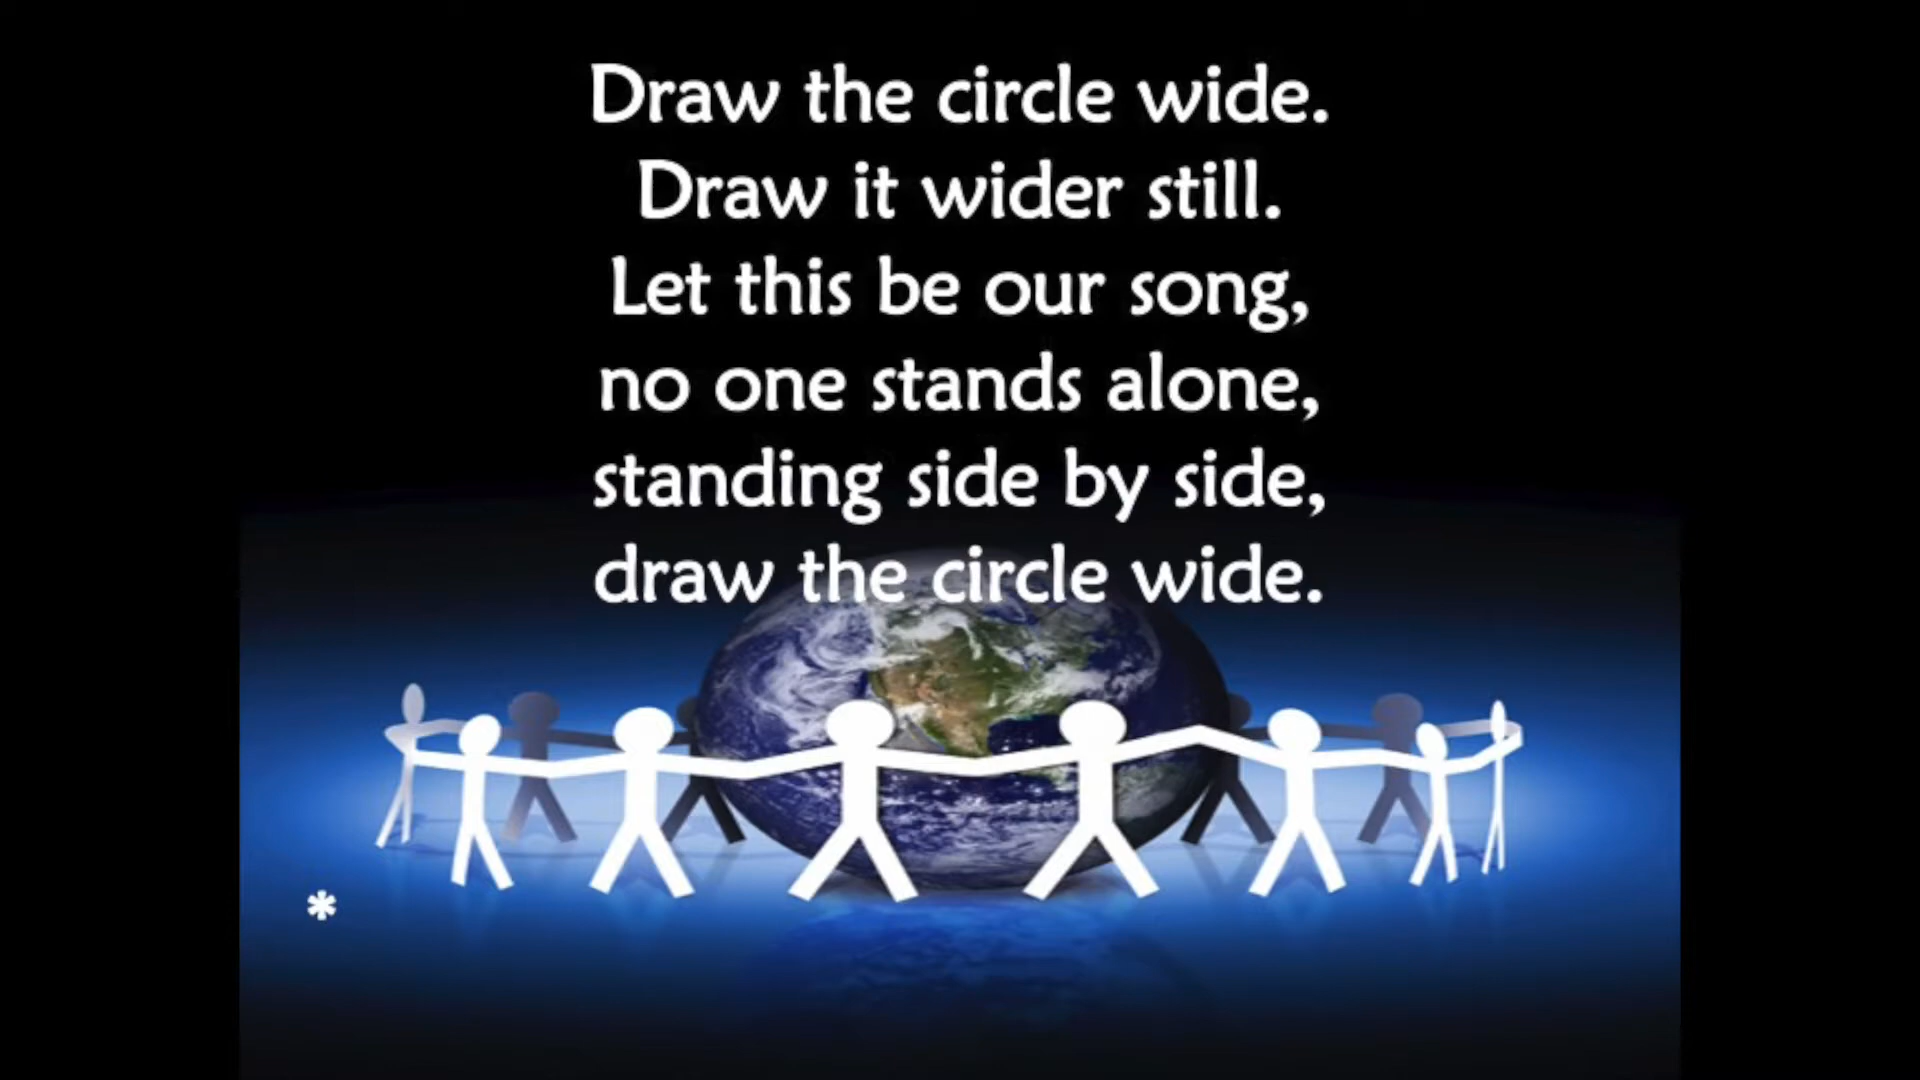 Draw the circle wide.
Draw it wider still.
Let this be our song,
no one stands alone,
standing side by side,
draw the circle wide.
*